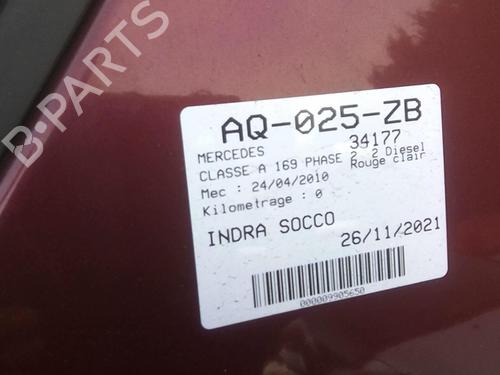 AQ-025-ZB
MERCEDES 34177
CLASSE A 169 PHASE 2 2 Diesel
Mec : 24/04/2010 Rouge clair
Kilometrage : 0
INDRA SOCCO 26/11/2021
000009905650
B-PARTS